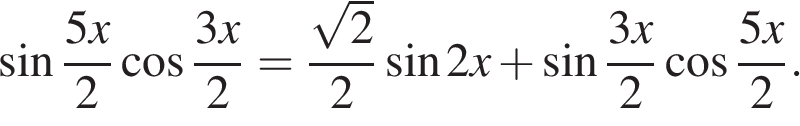 sin 5x/2 cos 3x/2 = √2/2 sin 2x + sin 3x/2 cos 5x/2.